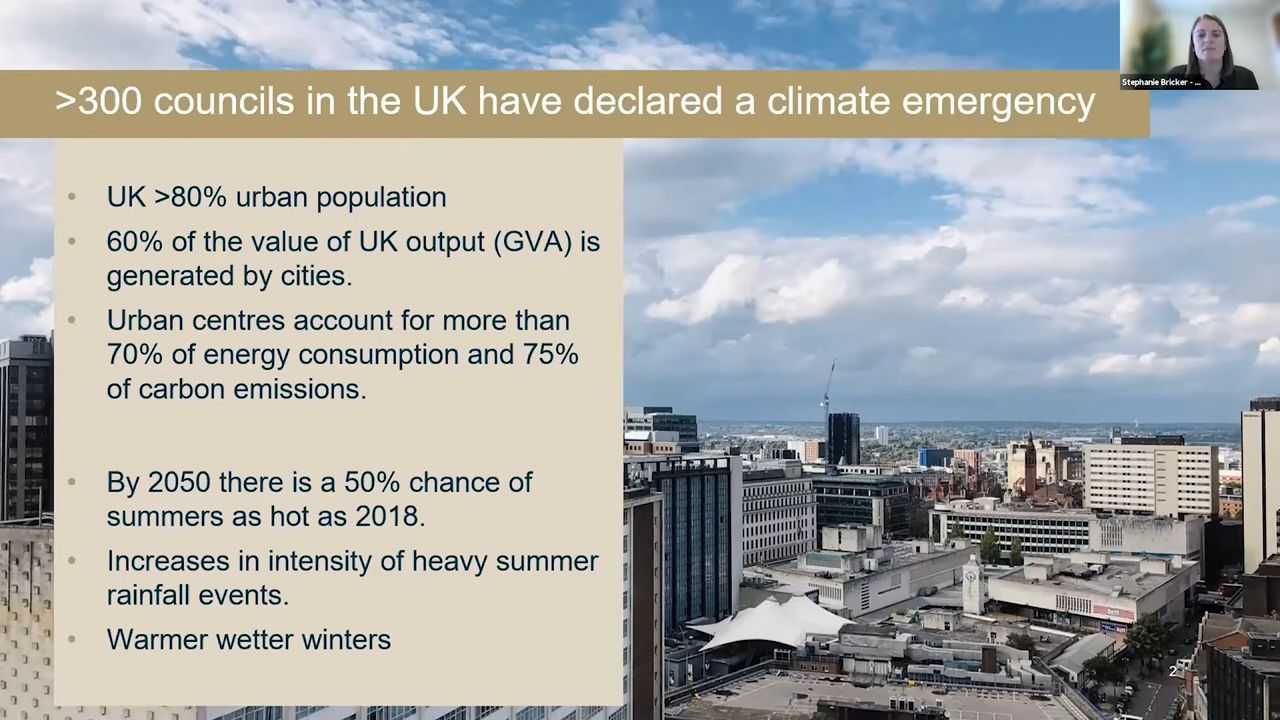 >300 councils in the UK have declared a climate emergency
Stephanie Bricker - ...
• UK >80% urban population
• 60% of the value of UK output (GVA) is
generated by cities.
• Urban centres account for more than
70% of energy consumption and 75%
of carbon emissions.
• By 2050 there is a 50% chance of
summers as hot as 2018.
• Increases in intensity of heavy summer
rainfall events.
• Warmer wetter winters
2